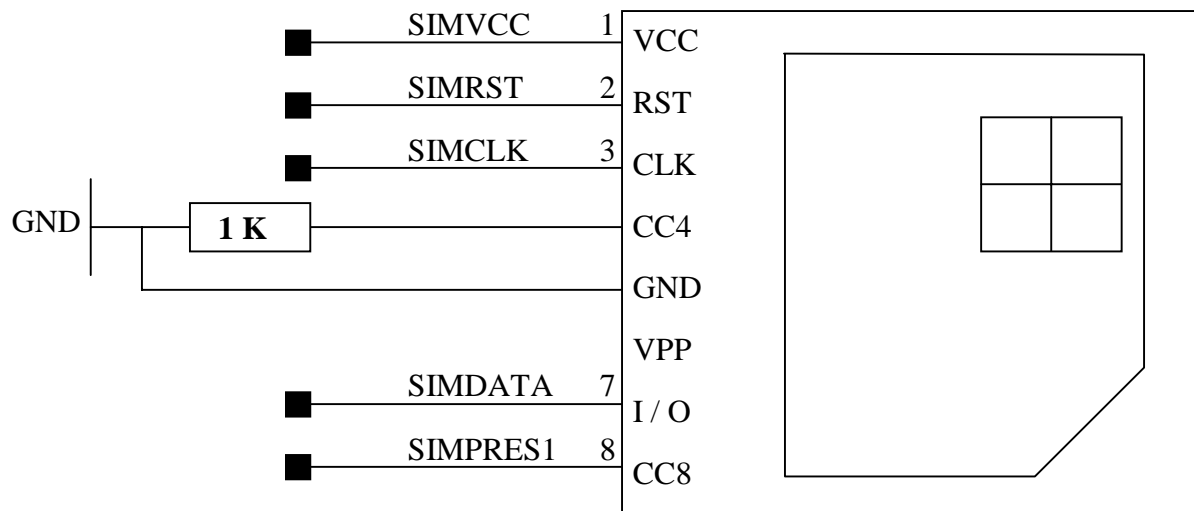 SIMVCC 1 VCC
SIMRST 2 RST
SIMCLK 3 CLK
GND 1 K CC4
GND
VPP
SIMDATA 7 I / O
SIMPRES1 8 CC8